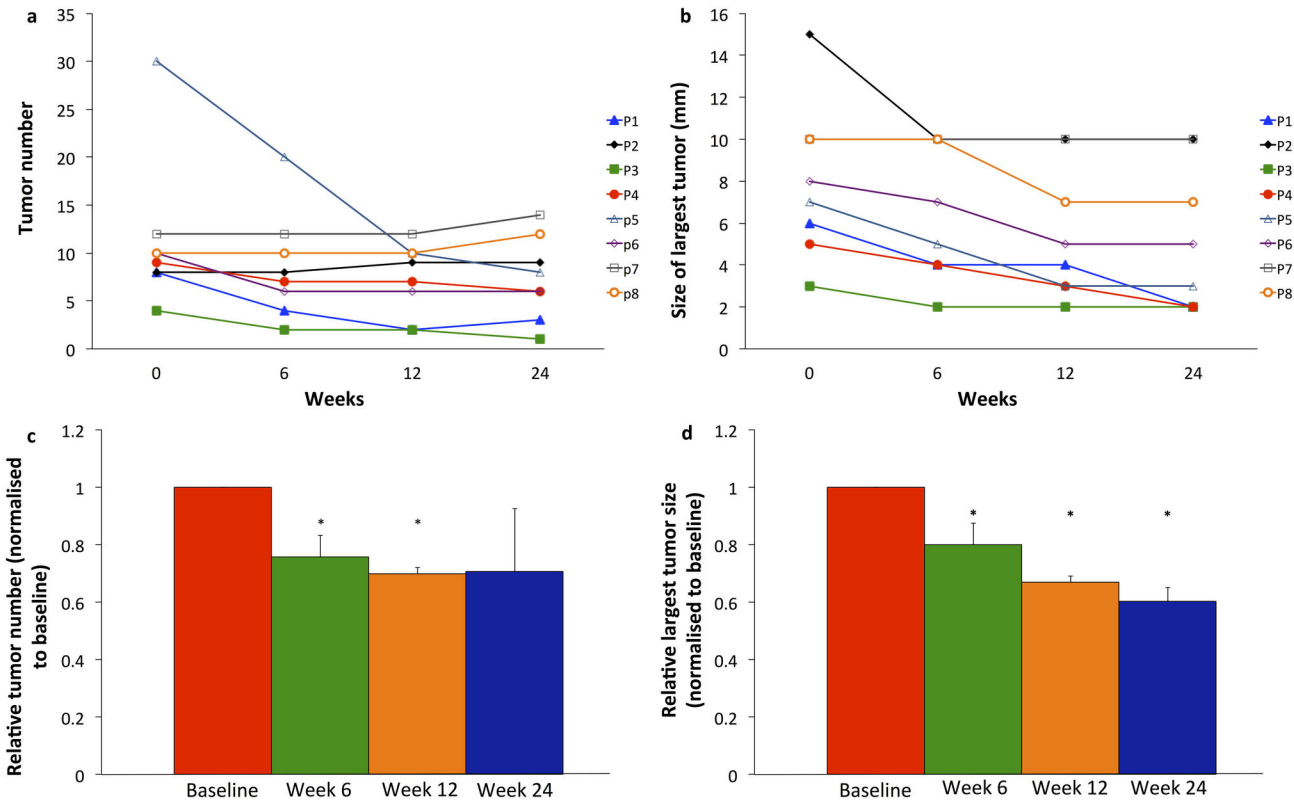 a
Tumor number
35
30
25
20
15
10
5
0
0 6 12 24
Weeks
P1
P2
P3
P4
p5
p6
p7
p8
b
Size of largest tumor (mm)
16
14
12
10
8
6
4
2
0
0 6 12 24
Weeks
P1
P2
P3
P4
P5
P6
P7
P8
c
Relative tumor number (normalised
to baseline)
1.2
1
0.8
0.6
0.4
0.2
0
* *
Baseline Week 6 Week 12 Week 24
d
Relative largest tumor size
(normalised to baseline)
1.2
1
0.8
0.6
0.4
0.2
0
* * *
Baseline Week 6 Week 12 Week 24